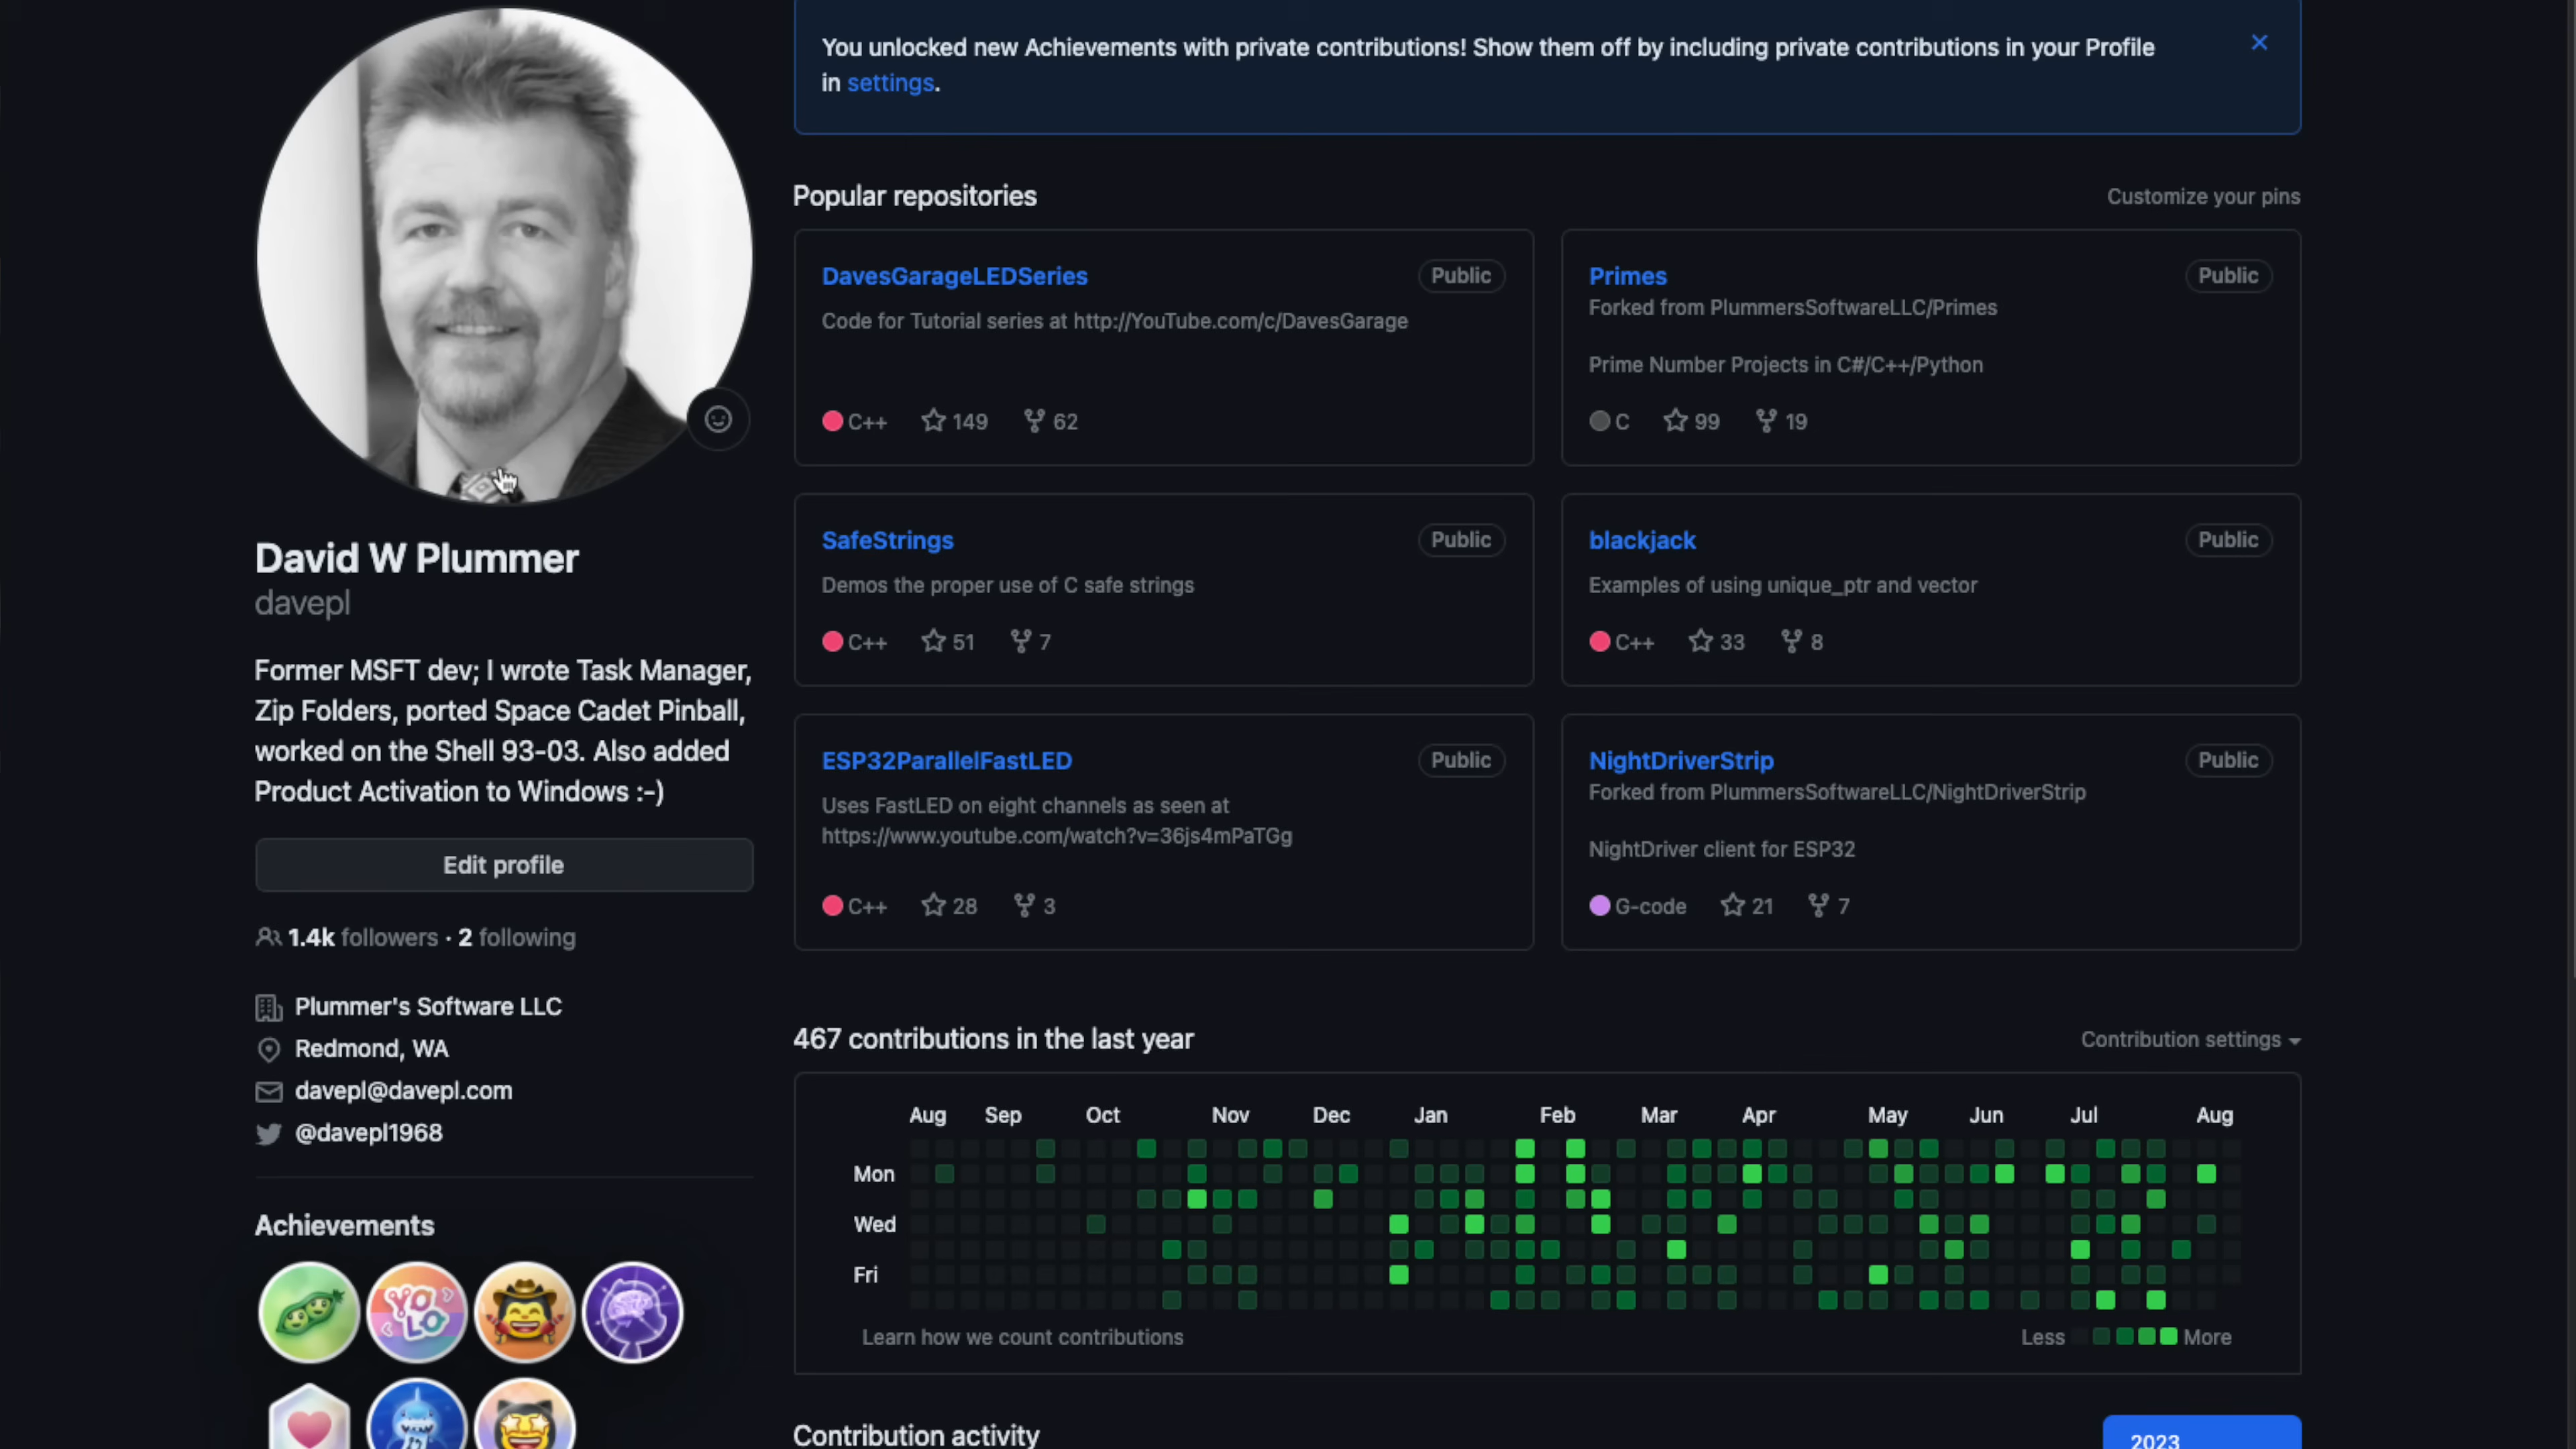 You unlocked new Achievements with private contributions! Show them off by including private contributions in your Profile
in settings.
Popular repositories
Customize your pins
DavesGarageLEDSeries
Public
Code for Tutorial series at http://YouTube.com/c/DavesGarage
C++ 149 62
Primes
Public
Forked from PlummersSoftwareLLC/Primes
Prime Number Projects in C#/C++/Python
C 99 19
SafeStrings
Public
Demos the proper use of C safe strings
C++ 51 7
blackjack
Public
Examples of using unique_ptr and vector
C++ 33 8
ESP32ParallelFastLED
Public
Uses FastLED on eight channels as seen at
https://www.youtube.com/watch?v=36js4mPaTGg
C++ 28 3
NightDriverStrip
Public
Forked from PlummersSoftwareLLC/NightDriverStrip
NightDriver client for ESP32
G-code 21 7
David W Plummer
davepl
Former MSFT dev; I wrote Task Manager,
Zip Folders, ported Space Cadet Pinball,
worked on the Shell 93-03. Also added
Product Activation to Windows :-)
Edit profile
1.4k followers · 2 following
Plummer's Software LLC
Redmond, WA
davepl@davepl.com
@davepl1968
Achievements
YOLO
467 contributions in the last year
Contribution settings
Aug Sep Oct Nov Dec Jan Feb Mar Apr May Jun Jul Aug
Mon
Wed
Fri
Learn how we count contributions
Less More
Contribution activity
2023